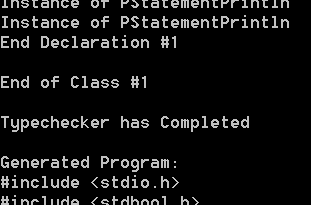 Instance of PStatementPrintln
Instance of PStatementPrintln
End Declaration #1
End of Class #1
Typechecker has Completed
Generated Program:
#include <stdio.h>
#include <stdbool.h>